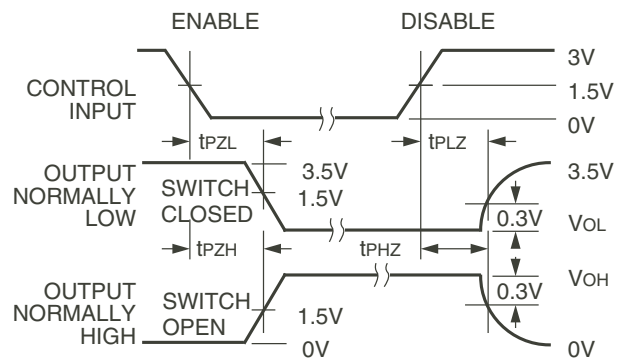 ENABLE DISABLE
3V
CONTROL
INPUT
1.5V
0V
tPZL tPLZ
OUTPUT
NORMALLY
LOW
SWITCH
CLOSED
3.5V
1.5V
3.5V
0.3V
VOL
tPZH tPHZ
OUTPUT
NORMALLY
HIGH
SWITCH
OPEN
1.5V
0V
VOH
0.3V
0V